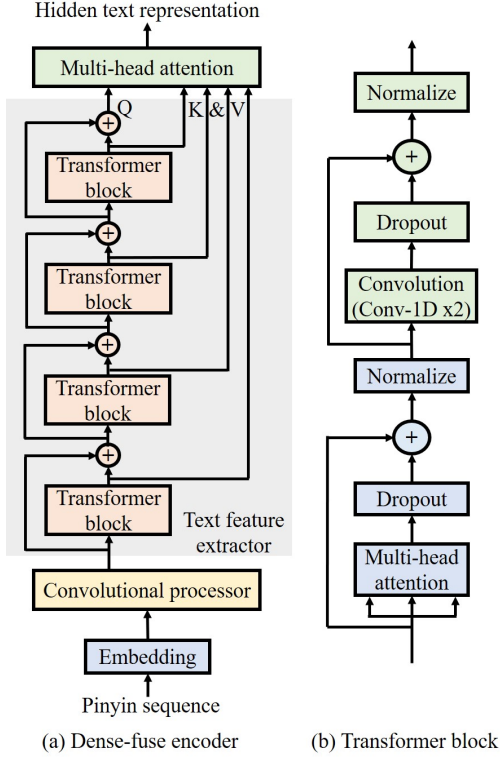 Hidden text representation
Multi-head attention
Q
K & V
+
Transformer
block
+
Transformer
block
+
Transformer
block
+
Transformer
block
Text feature
extractor
Convolutional processor
Embedding
Pinyin sequence
(a) Dense-fuse encoder
Normalize
+
Dropout
Convolution
(Conv-1D x2)
Normalize
+
Dropout
Multi-head
attention
(b) Transformer block